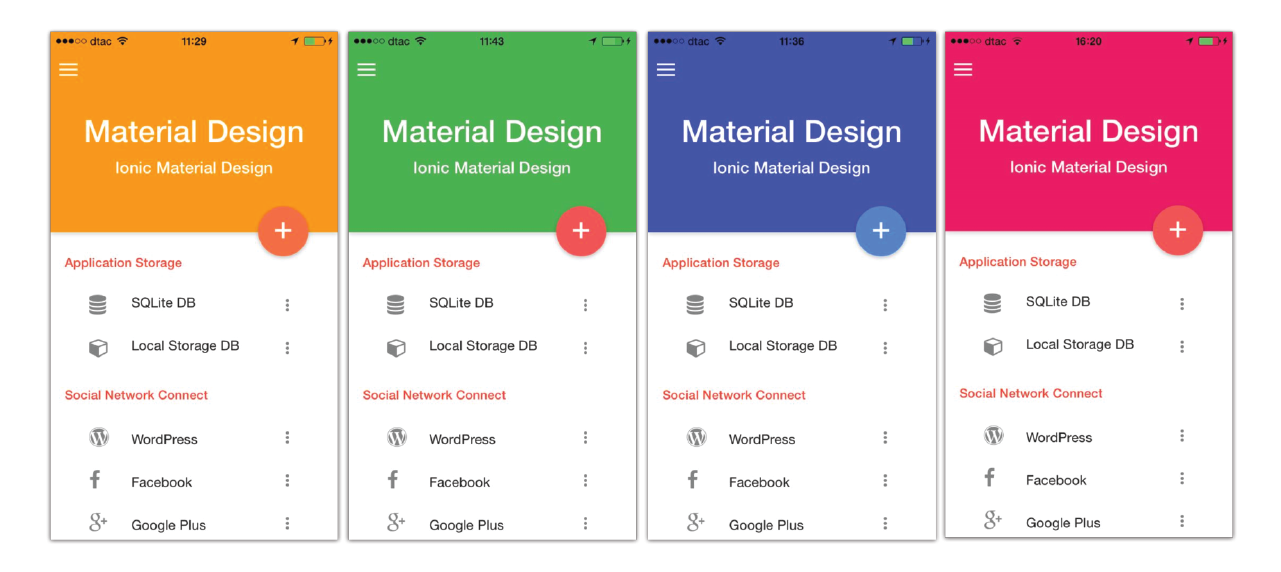 dtac 11:29
Material Design
Ionic Material Design
+
Application Storage
SQLite DB
Local Storage DB
Social Network Connect
WordPress
Facebook
g+ Google Plus
dtac 11:43
Material Design
Ionic Material Design
+
Application Storage
SQLite DB
Local Storage DB
Social Network Connect
WordPress
Facebook
g+ Google Plus
dtac 11:36
Material Design
Ionic Material Design
+
Application Storage
SQLite DB
Local Storage DB
Social Network Connect
WordPress
Facebook
g+ Google Plus
dtac 16:20
Material Design
Ionic Material Design
+
Application Storage
SQLite DB
Local Storage DB
Social Network Connect
WordPress
Facebook
g+ Google Plus